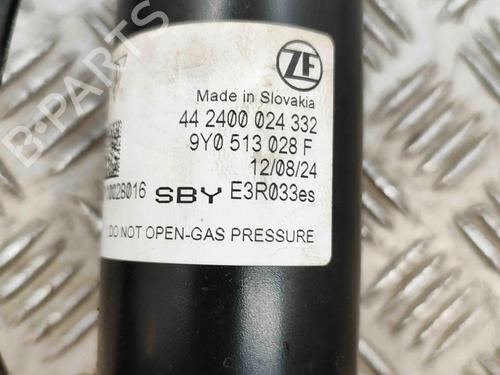 ZF
Made in Slovakia
44 2400 024 332
9Y0 513 028 F
12/08/24
0028016 SBY E3R033es
DO NOT OPEN-GAS PRESSURE
B-PARTS